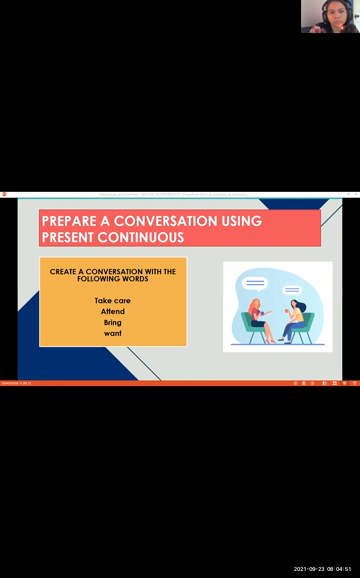 PREPARE A CONVERSATION USING
PRESENT CONTINUOUS
CREATE A CONVERSATION WITH THE
FOLLOWING WORDS
Take care
Attend
Bring
want
2021-09-23 08:04:51